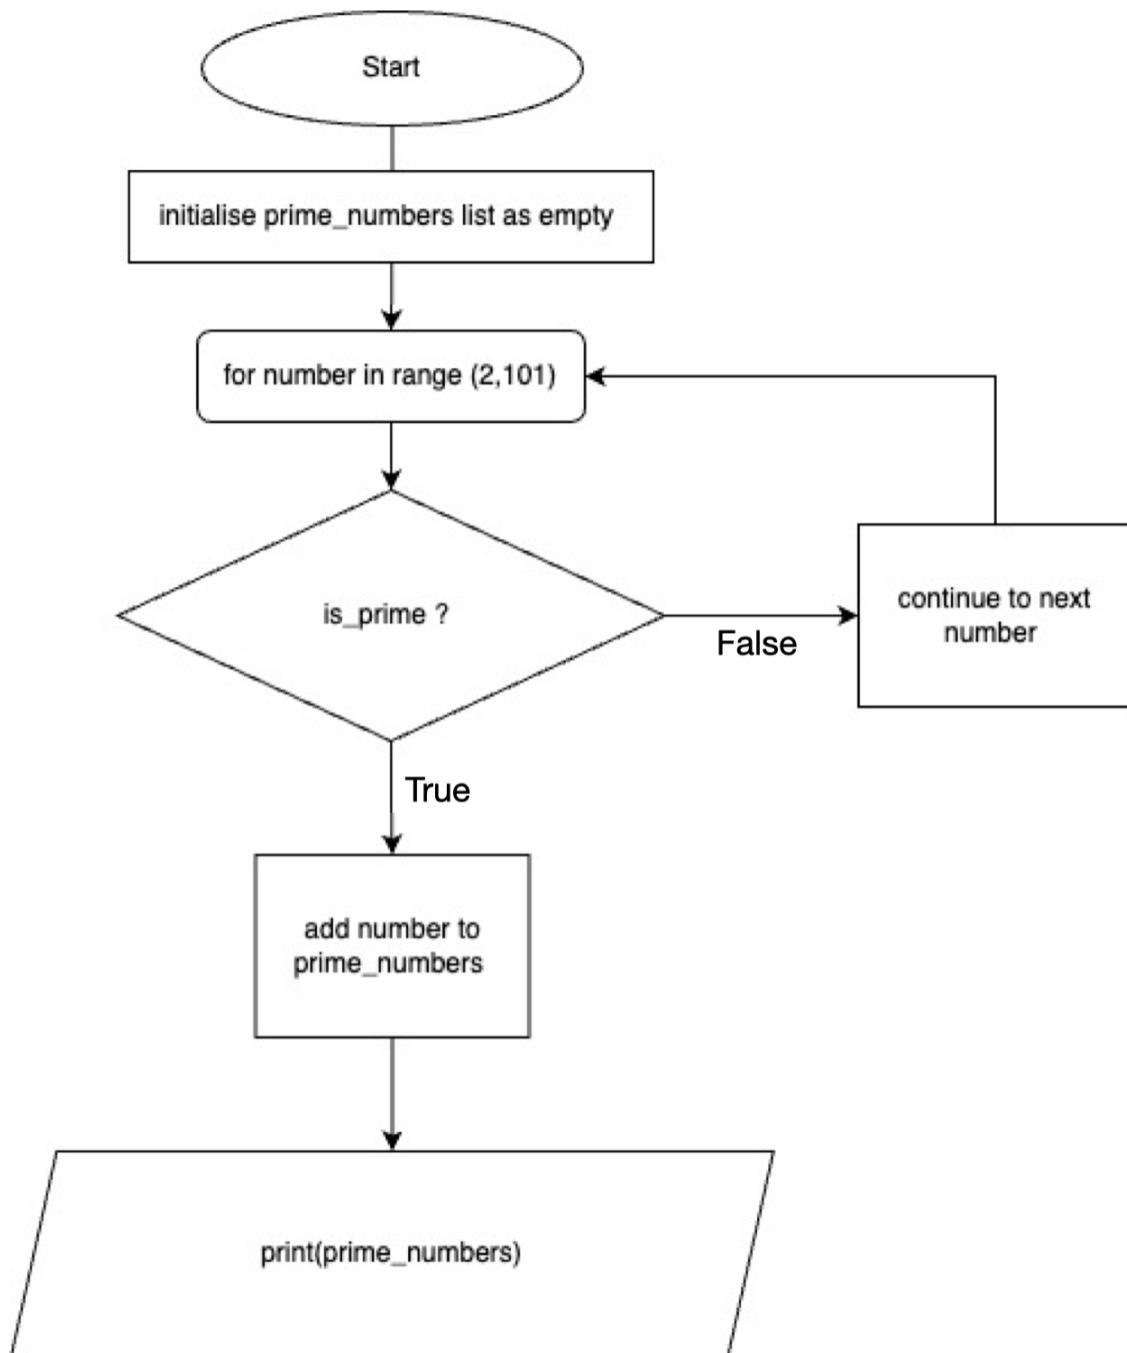 Start
initialise prime_numbers list as empty
for number in range (2,101)
is_prime ?
False
continue to next
number
True
add number to
prime_numbers
print(prime_numbers)